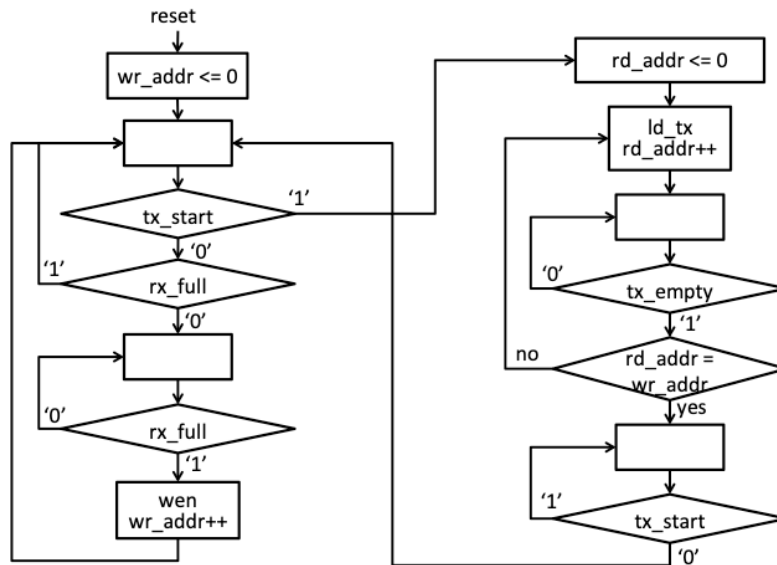 reset
wr_addr <= 0
tx_start
‘1’
‘0’
rx_full
‘1’
‘0’
rx_full
‘0’
‘1’
wen
wr_addr++
rd_addr <= 0
ld_tx
rd_addr++
tx_empty
‘0’
‘1’
rd_addr =
wr_addr
no
yes
tx_start
‘1’
‘0’